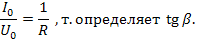 I₀/U₀ = 1/R , т. определяет tg β.